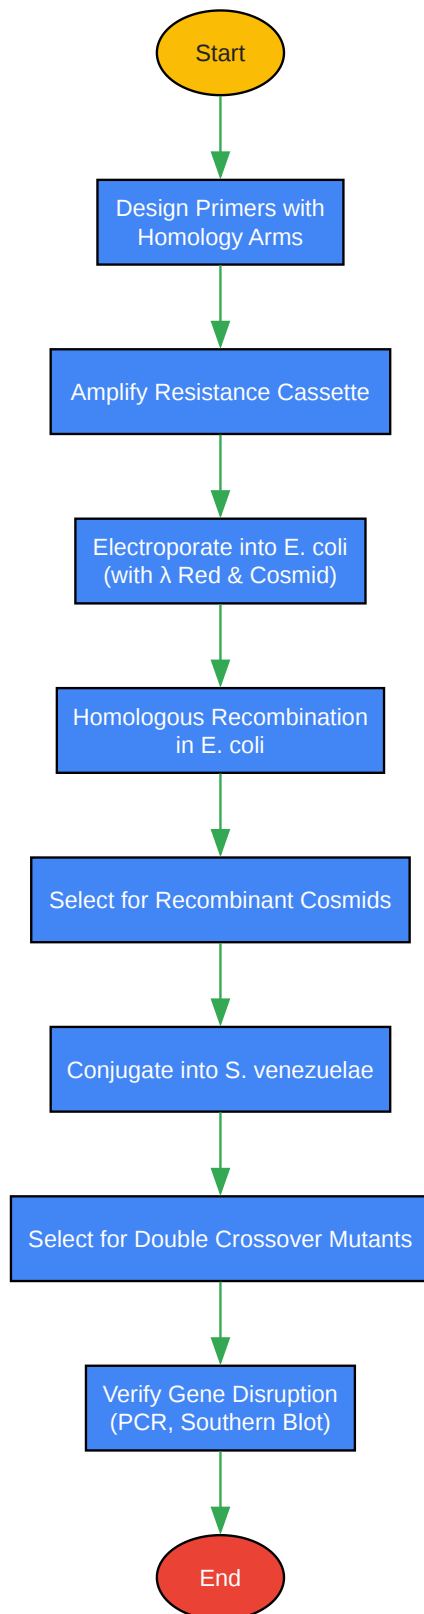 Start
Design Primers with
Homology Arms
Amplify Resistance Cassette
Electroporate into E. coli
(with λ Red & Cosmid)
Homologous Recombination
in E. coli
Select for Recombinant Cosmids
Conjugate into S. venezuelae
Select for Double Crossover Mutants
Verify Gene Disruption
(PCR, Southern Blot)
End